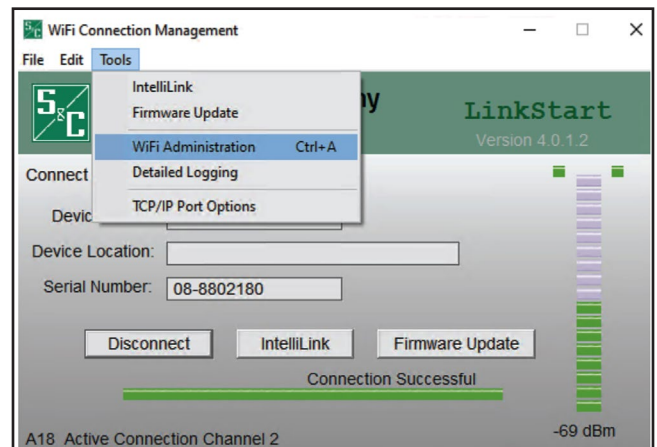 S&C WiFi Connection Management
File Edit Tools
IntelliLink
Firmware Update
WiFi Administration Ctrl+A
Detailed Logging
TCP/IP Port Options
S&C
LinkStart
Version 4.0.1.2
Connect
Device Location:
Serial Number: 08-8802180
Disconnect IntelliLink Firmware Update
Connection Successful
A18 Active Connection Channel 2
-69 dBm